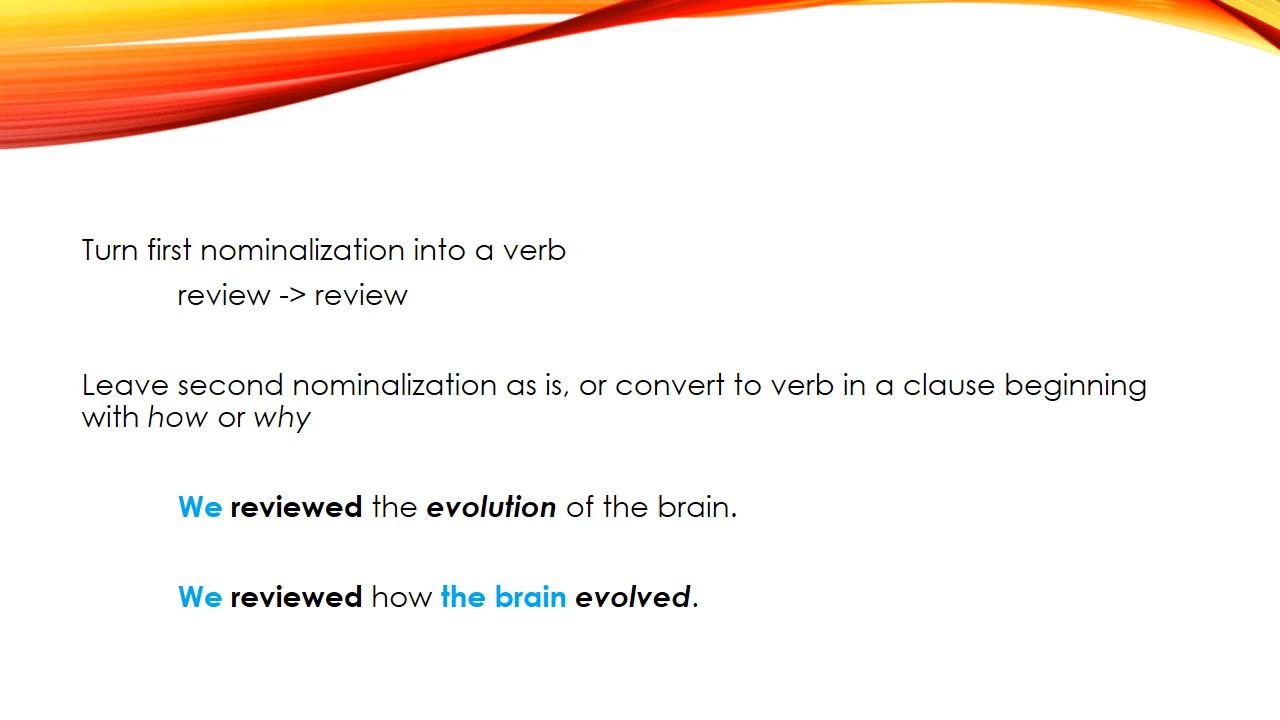 Turn first nominalization into a verb
review -> review
Leave second nominalization as is, or convert to verb in a clause beginning
with how or why
We reviewed the evolution of the brain.
We reviewed how the brain evolved.